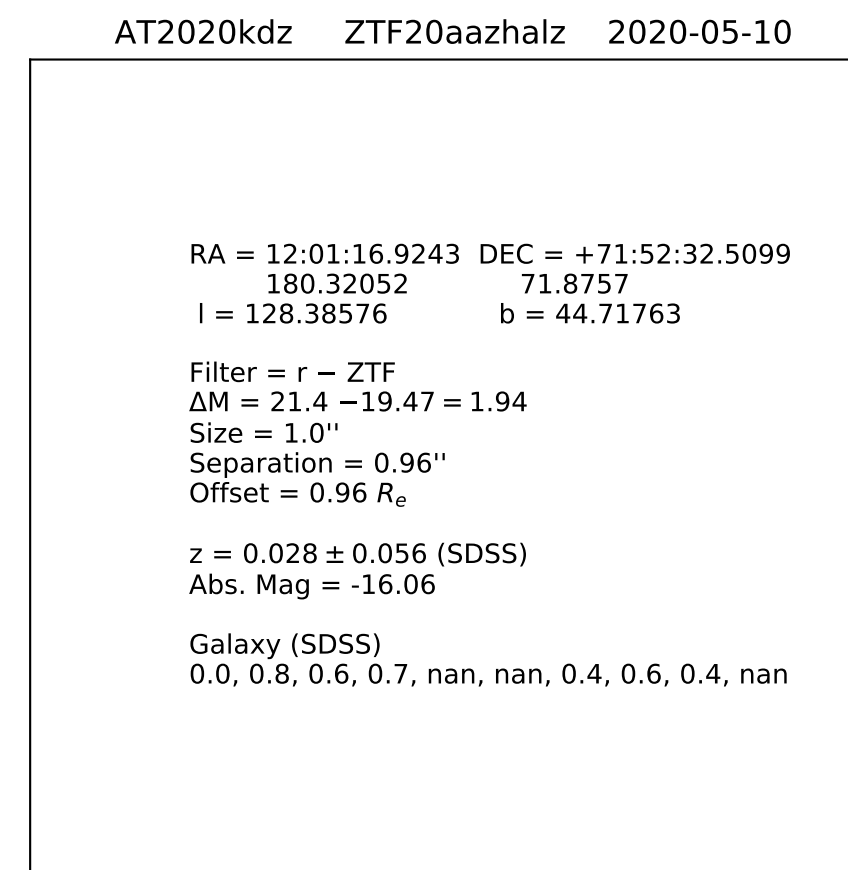 AT2020kdz ZTF20aazhalz 2020-05-10
RA = 12:01:16.9243 DEC = +71:52:32.5099
180.32052 71.8757
l = 128.38576 b = 44.71763
Filter = r − ZTF
ΔM = 21.4 −19.47 = 1.94
Size = 1.0''
Separation = 0.96''
Offset = 0.96 Rₑ
z = 0.028 ± 0.056 (SDSS)
Abs. Mag = -16.06
Galaxy (SDSS)
0.0, 0.8, 0.6, 0.7, nan, nan, 0.4, 0.6, 0.4, nan